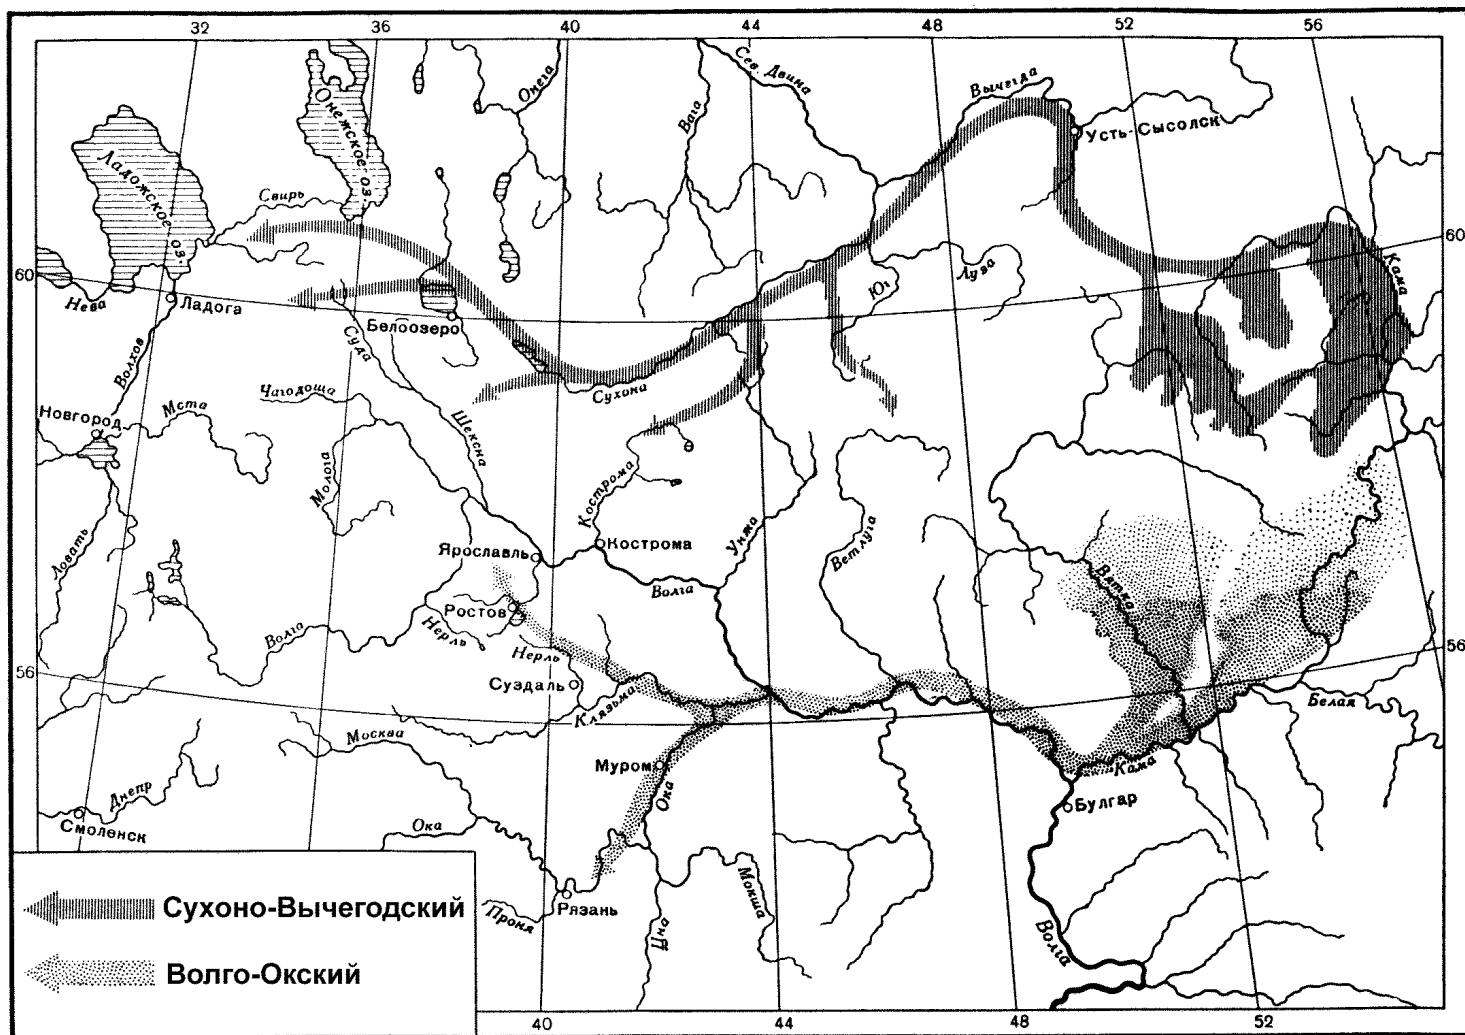 32 36 40 44 48 52 56
Онега
Сев. Двина
Вага
Вычегда
Усть-Сысолск
Онежское оз.
Ладожское оз.
Свирь
60 60
Кама
Луза
Юг
Нева
Ладога
Белоозеро
Суда
Волхов
Сухона
Чагодоща
Мста
Новгород
Шексна
Молога
Кострома
Унжа
Ветлуга
Ловать
Ярославль
Кострома
Волга
Вятка
Ростов
Нерль
Волга
Нерль
56 56
Суздаль
Клязьма
Белая
Москва
Муром
Ока
Кама
Булгар
Днепр
Смоленск
Ока
Мокша
Рязань
Проня
Цна
Волга
Сухоно-Вычегодский
Волго-Окский
40 44 48 52